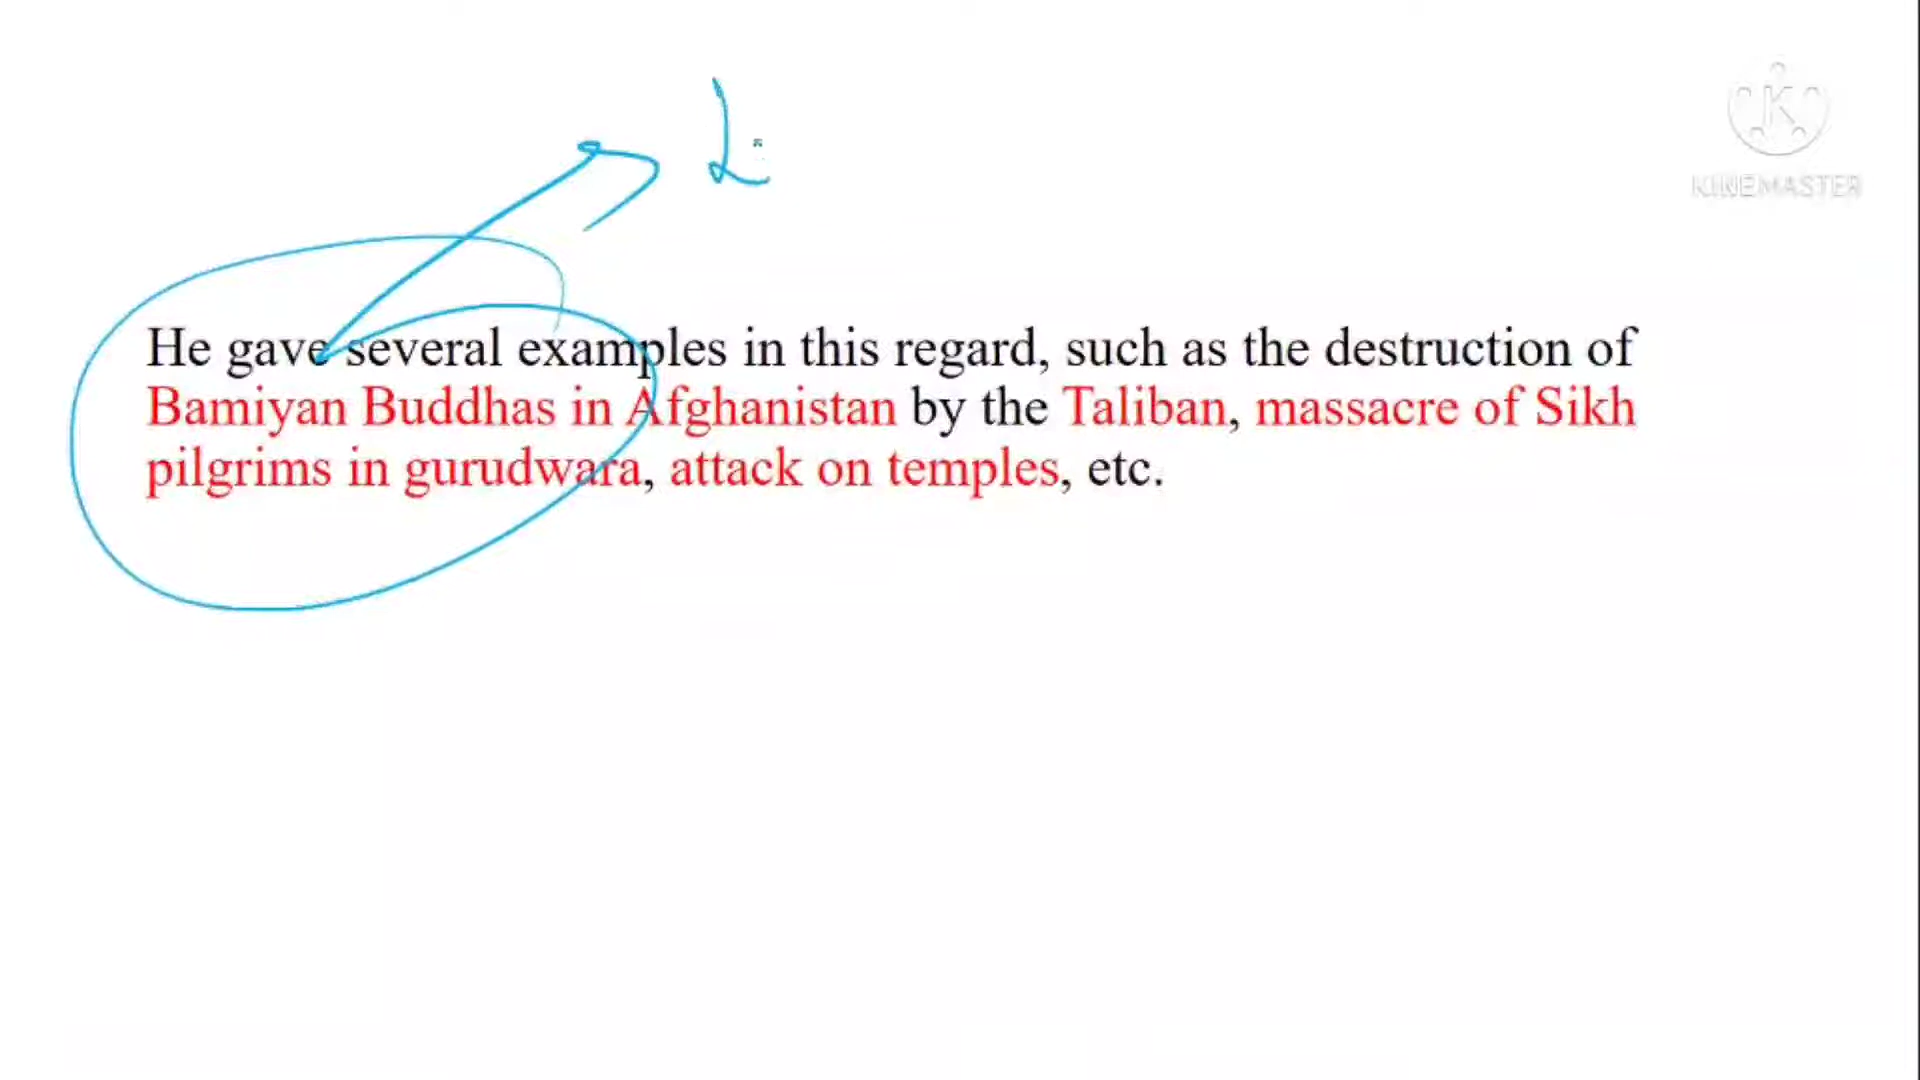 KINEMASTER
He gave several examples in this regard, such as the destruction of
Bamiyan Buddhas in Afghanistan by the Taliban, massacre of Sikh
pilgrims in gurudwara, attack on temples, etc.